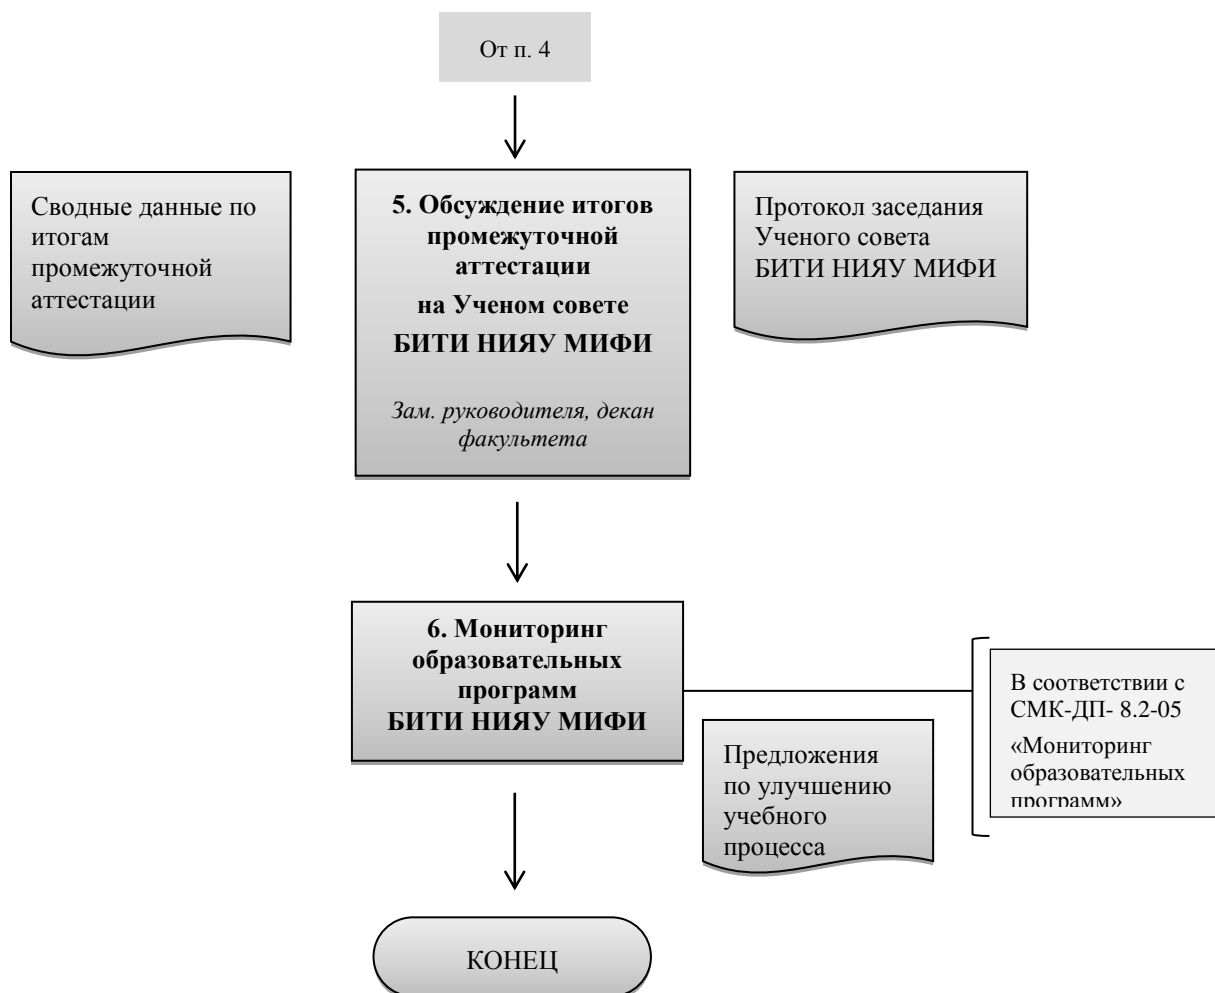 От п. 4
Сводные данные по
итогам
промежуточной
аттестации
5. Обсуждение итогов
промежуточной
аттестации
на Ученом совете
БИТИ НИЯУ МИФИ
Зам. руководителя, декан
факультета
Протокол заседания
Ученого совета
БИТИ НИЯУ МИФИ
6. Мониторинг
образовательных
программ
БИТИ НИЯУ МИФИ
Предложения
по улучшению
учебного
процесса
В соответствии с
СМК-ДП- 8.2-05
«Мониторинг
образовательных
программ»
КОНЕЦ